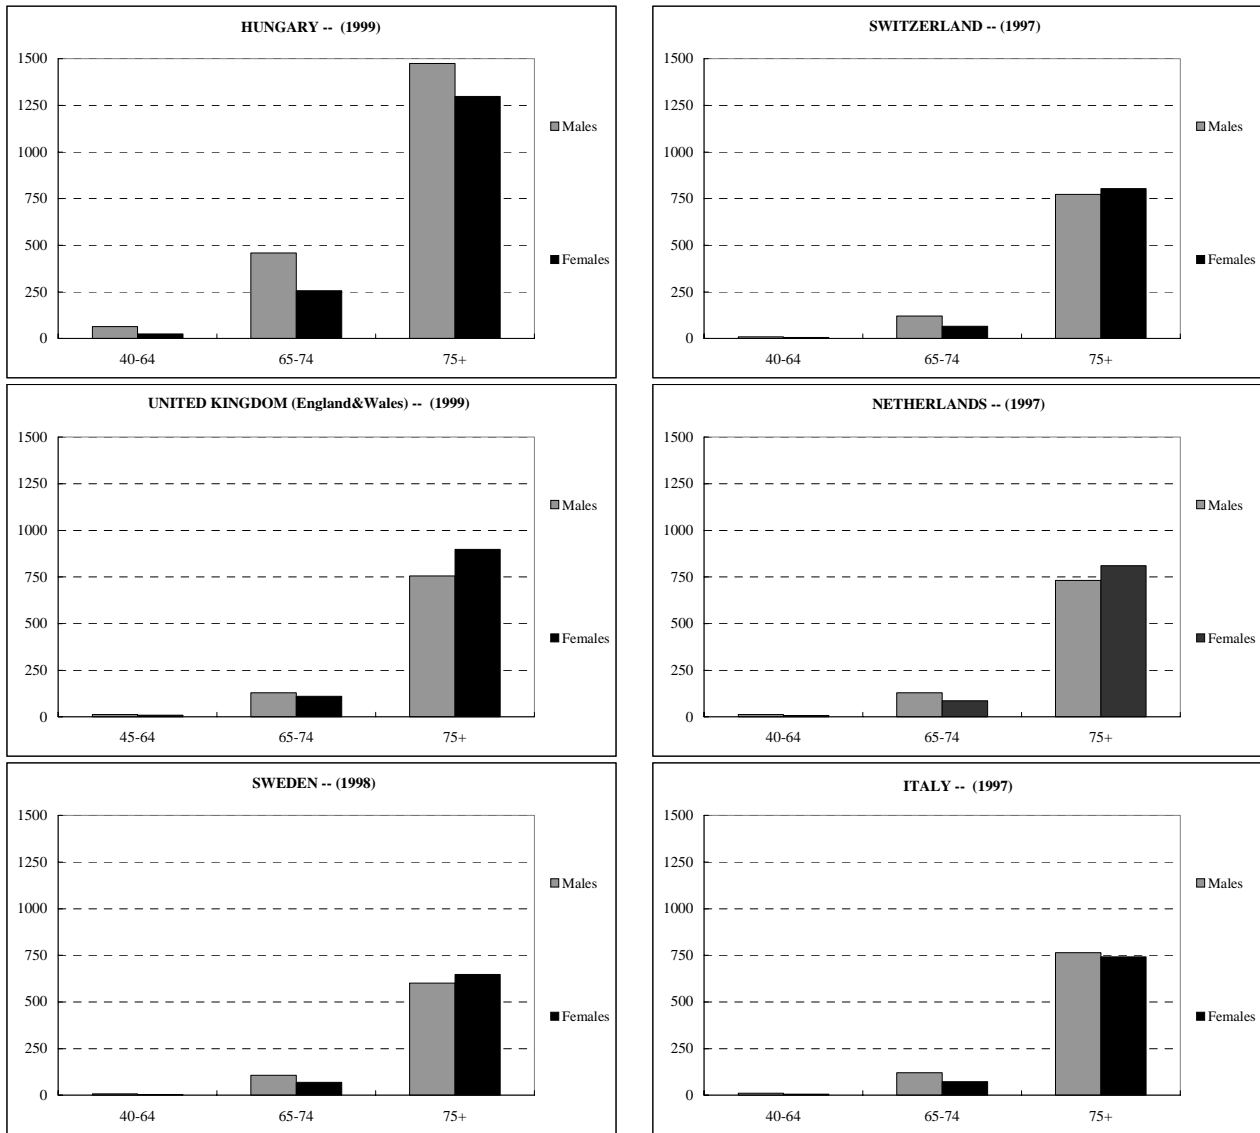 HUNGARY -- (1999)
1500
1250
1000
750
500
250
0
40-64 65-74 75+
Males
Females
SWITZERLAND -- (1997)
1500
1250
1000
750
500
250
0
40-64 65-74 75+
Males
Females
UNITED KINGDOM (England&Wales) -- (1999)
1500
1250
1000
750
500
250
0
45-64 65-74 75+
Males
Females
NETHERLANDS -- (1997)
1500
1250
1000
750
500
250
0
40-64 65-74 75+
Males
Females
SWEDEN -- (1998)
1500
1250
1000
750
500
250
0
40-64 65-74 75+
Males
Females
ITALY -- (1997)
1500
1250
1000
750
500
250
0
40-64 65-74 75+
Males
Females